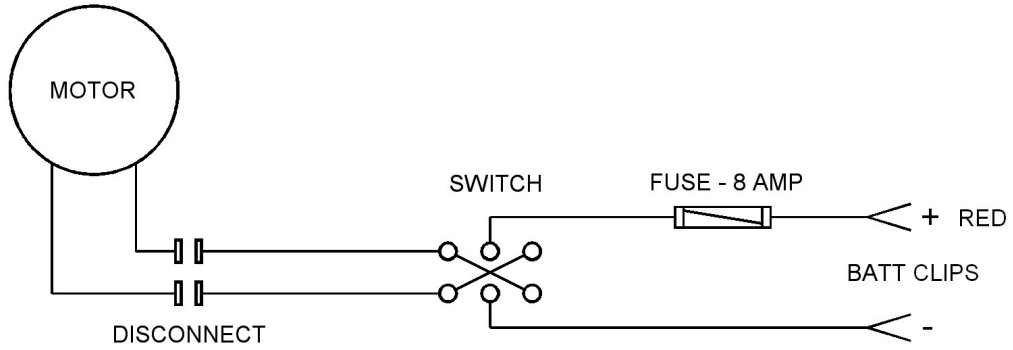 MOTOR
SWITCH
FUSE - 8 AMP
+ RED
BATT CLIPS
-
DISCONNECT